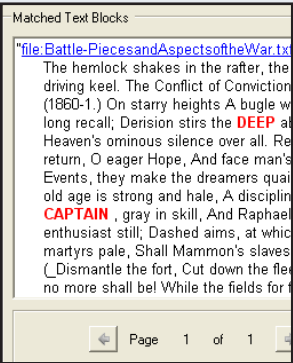 Matched Text Blocks
"file:Battle-PiecesandAspectsoftheWar.txt
The hemlock shakes in the rafter, the
driving keel. The Conflict of Conviction
(1860-1.) On starry heights A bugle w
long recall; Derision stirs the DEEP a
Heaven's ominous silence over all. Re
return, O eager Hope, And face man's
Events, they make the dreamers quai
old age is strong and hale, A disciplin
CAPTAIN , gray in skill, And Raphael
enthusiast still; Dashed aims, at whic
martyrs pale, Shall Mammon's slaves
(_Dismantle the fort, Cut down the flee
no more shall be! While the fields for f
Page 1 of 1